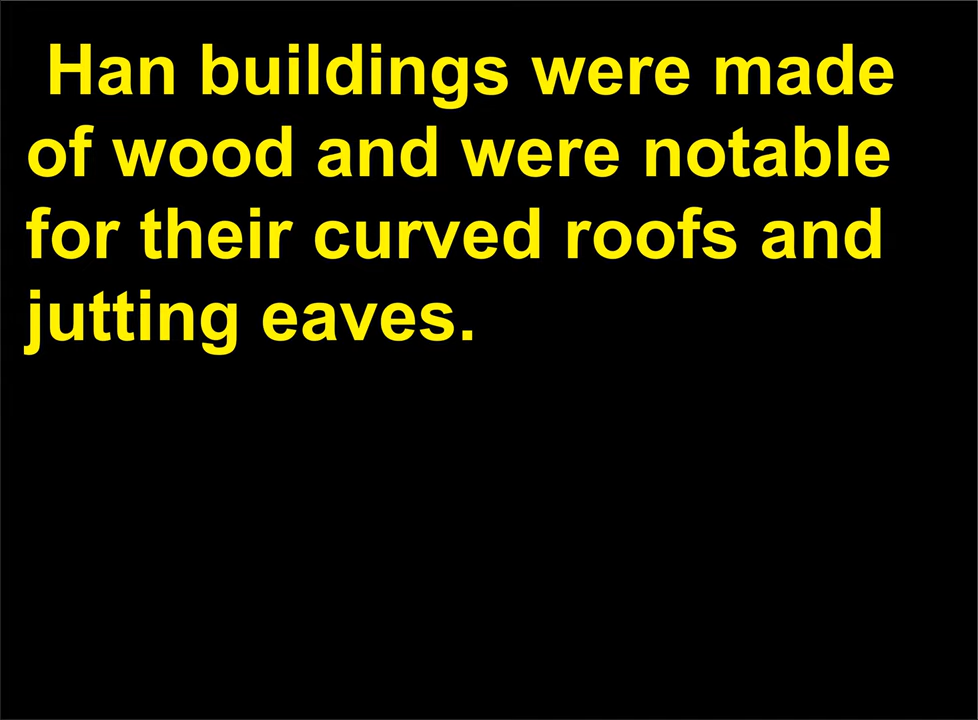 Han buildings were made
of wood and were notable
for their curved roofs and
jutting eaves.